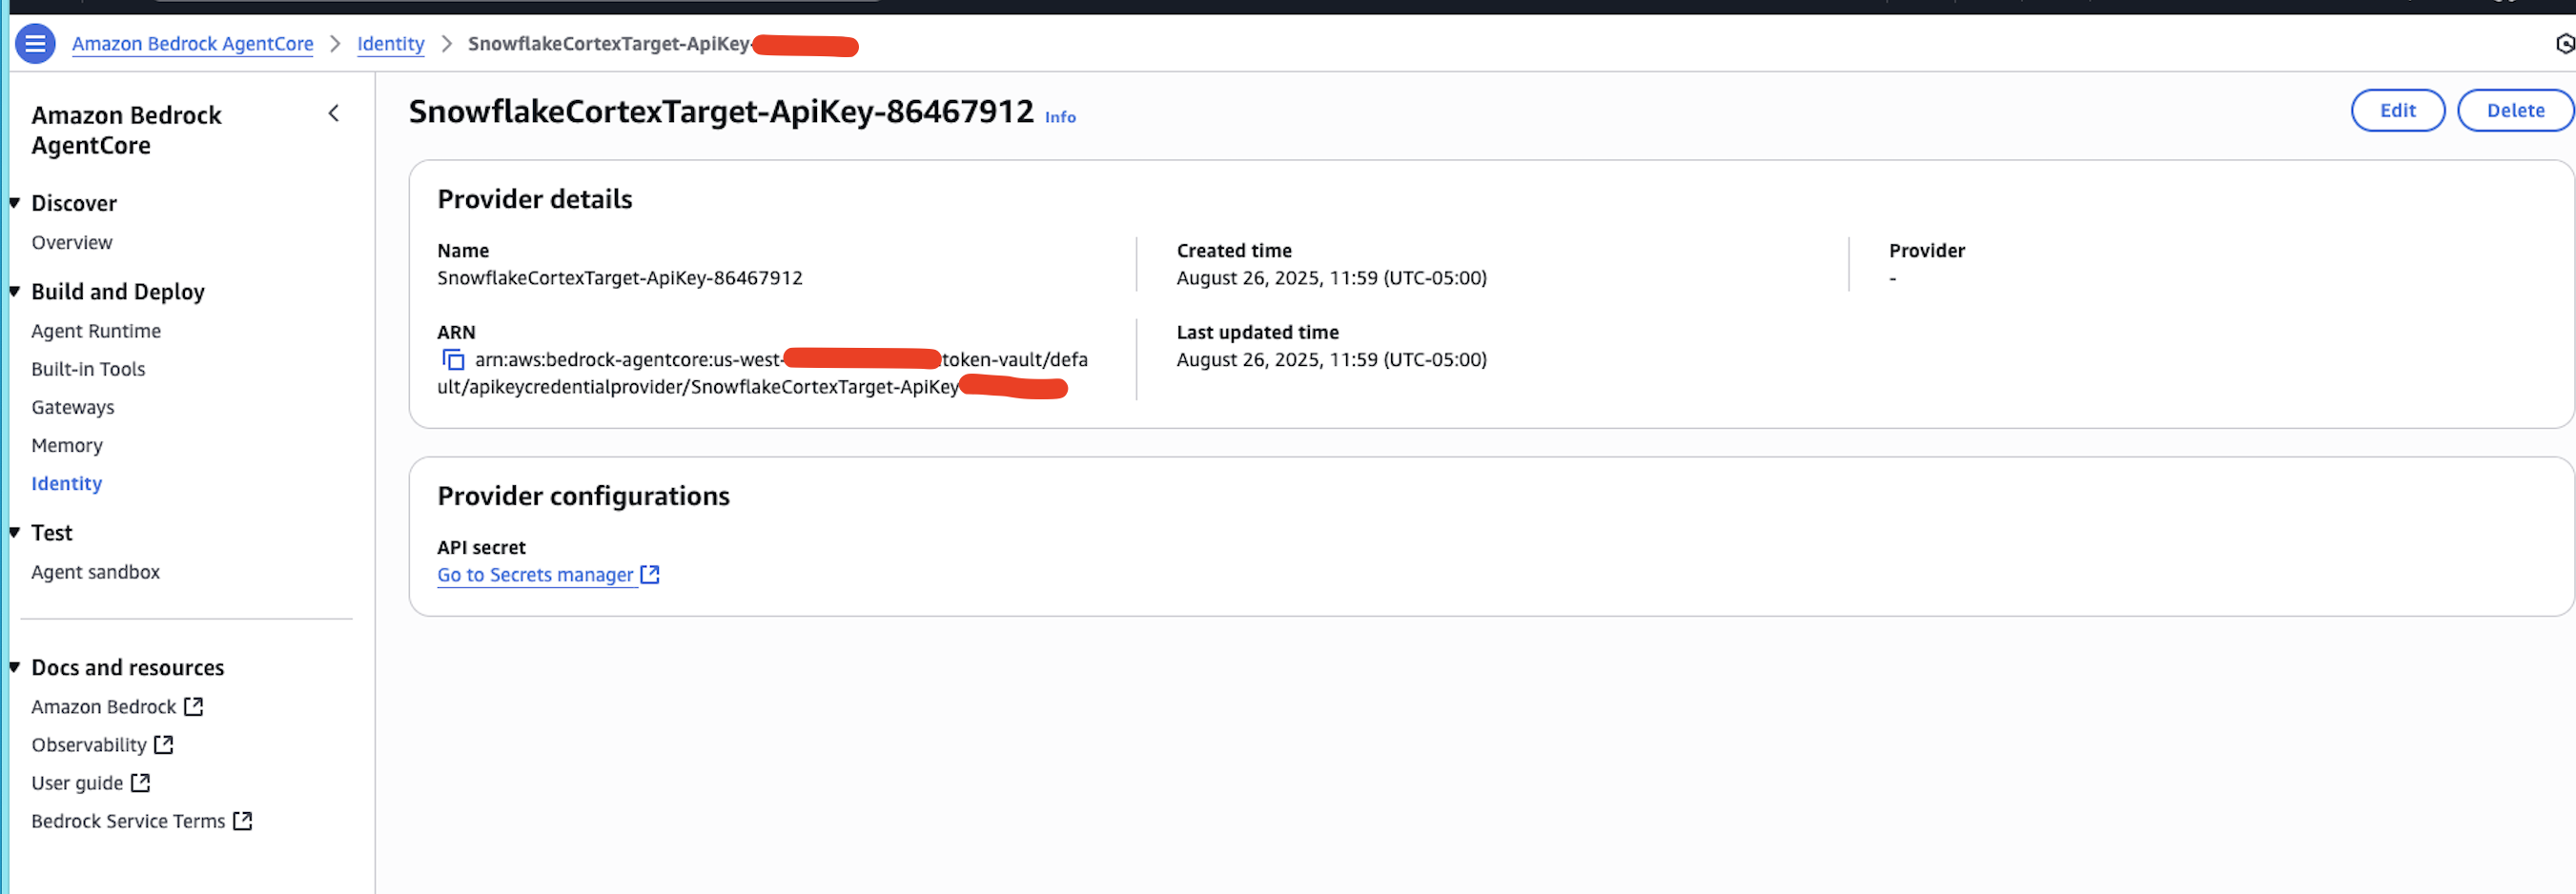 Amazon Bedrock AgentCore > Identity > SnowflakeCortexTarget-ApiKey-
Amazon Bedrock
AgentCore
Discover
Overview
Build and Deploy
Agent Runtime
Built-in Tools
Gateways
Memory
Identity
Test
Agent sandbox
Docs and resources
Amazon Bedrock
Observability
User guide
Bedrock Service Terms
SnowflakeCortexTarget-ApiKey-86467912 Info
Edit
Delete
Provider details
Name
SnowflakeCortexTarget-ApiKey-86467912
Created time
August 26, 2025, 11:59 (UTC-05:00)
Provider
-
ARN
arn:aws:bedrock-agentcore:us-west- token-vault/defa
ult/apikeycredentialprovider/SnowflakeCortexTarget-ApiKey
Last updated time
August 26, 2025, 11:59 (UTC-05:00)
Provider configurations
API secret
Go to Secrets manager